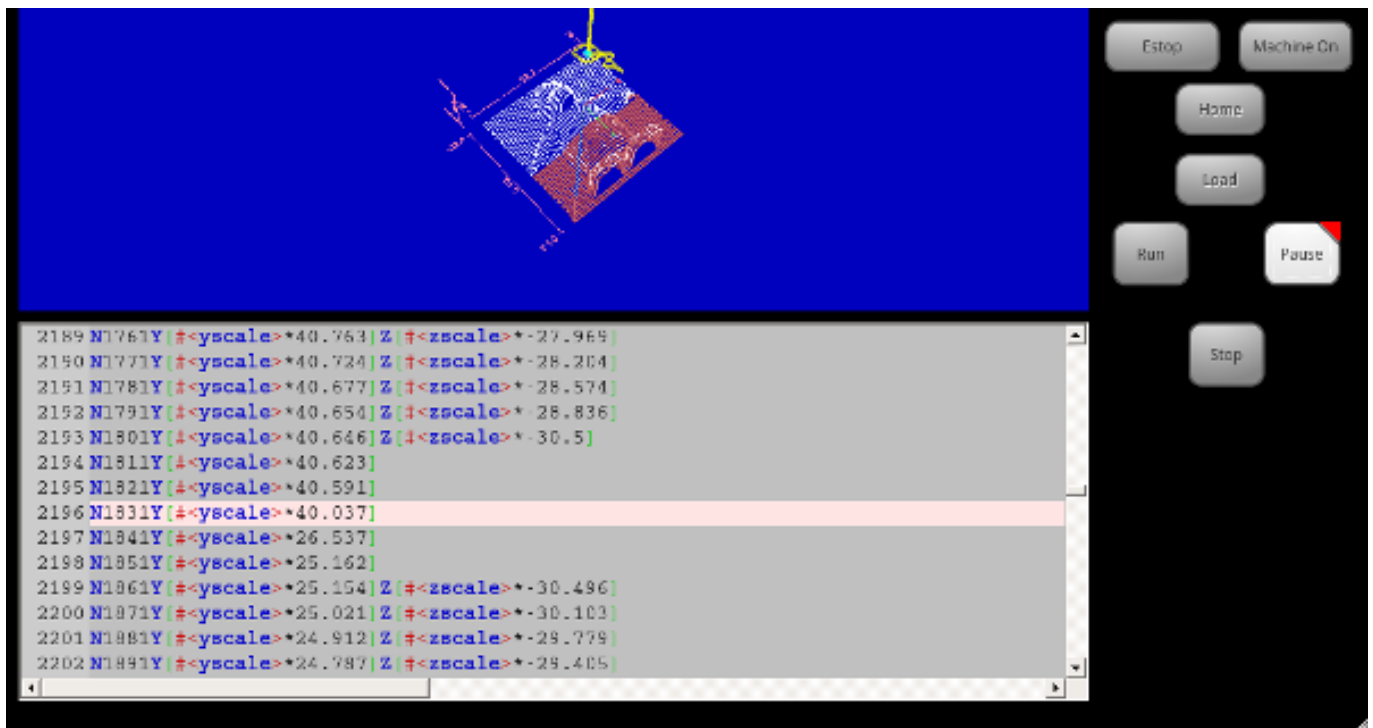 Estop
Machine On
Home
Load
Run
Pause
Stop
2189 N1761Y[#<yscale>*40.763]Z[#<zscale>*-27.969]
2190 N1771Y[#<yscale>*40.724]Z[#<zscale>*-28.204]
2191 N1781Y[#<yscale>*40.677]Z[#<zscale>*-28.574]
2192 N1791Y[#<yscale>*40.654]Z[#<zscale>*-28.836]
2193 N1801Y[#<yscale>*40.646]Z[#<zscale>*-30.5]
2194 N1811Y[#<yscale>*40.623]
2195 N1821Y[#<yscale>*40.591]
2196 N1831Y[#<yscale>*40.037]
2197 N1841Y[#<yscale>*26.537]
2198 N1851Y[#<yscale>*25.162]
2199 N1861Y[#<yscale>*25.154]Z[#<zscale>*-30.496]
2200 N1871Y[#<yscale>*25.021]Z[#<zscale>*-30.103]
2201 N1881Y[#<yscale>*24.912]Z[#<zscale>*-29.779]
2202 N1891Y[#<yscale>*24.787]Z[#<zscale>*-29.405]